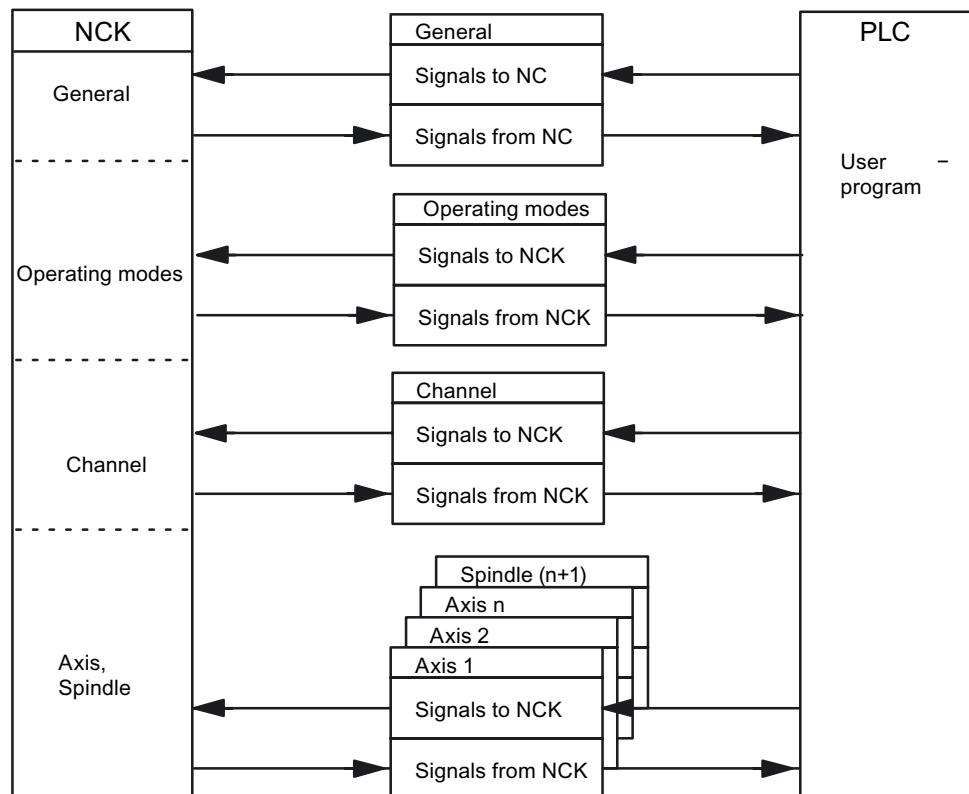 NCK
General
Operating modes
Channel
Axis,
Spindle
General
Signals to NC
Signals from NC
Operating modes
Signals to NCK
Signals from NCK
Channel
Signals to NCK
Signals from NCK
Spindle (n+1)
Axis n
Axis 2
Axis 1
Signals to NCK
Signals from NCK
PLC
User –
program